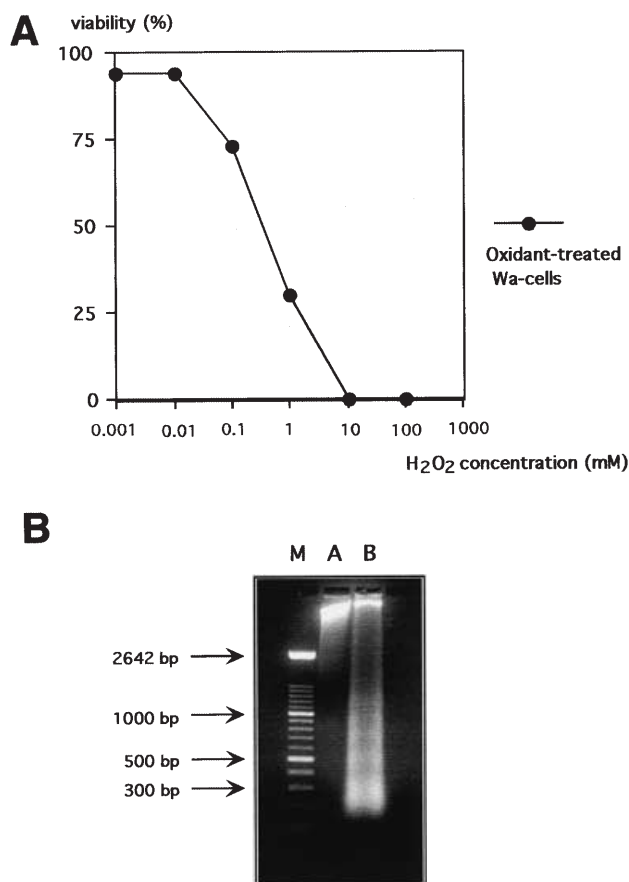 A
viability (%)
100
75
50
25
0
0.001 0.01 0.1 1 10 100 1000
H2O2 concentration (mM)
Oxidant-treated
Wa-cells
B
M A B
2642 bp
1000 bp
500 bp
300 bp